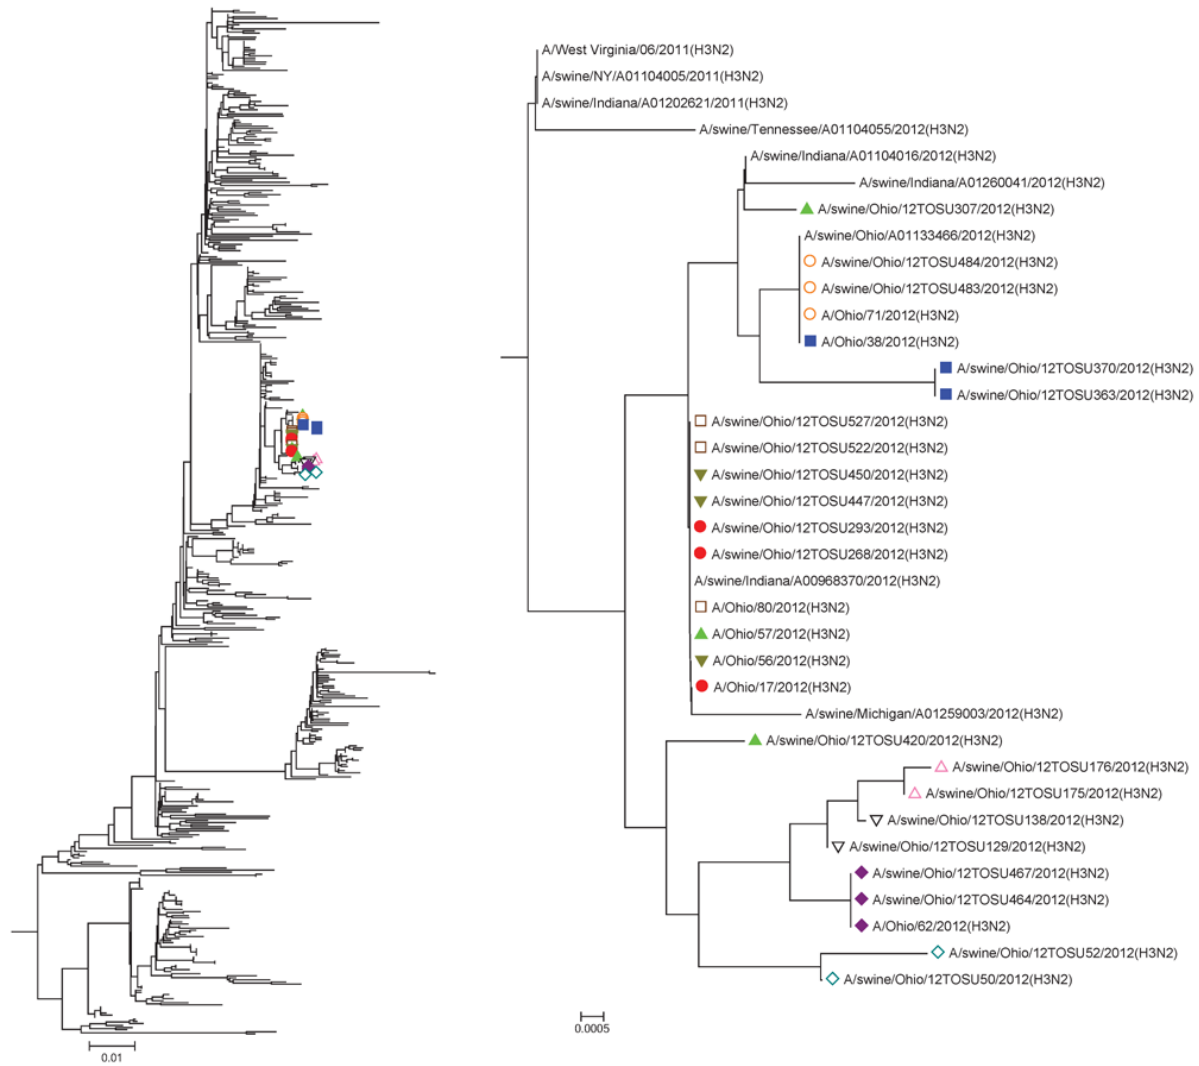 A/West Virginia/06/2011(H3N2)
A/swine/NY/A01104005/2011(H3N2)
A/swine/Indiana/A01202621/2011(H3N2)
A/swine/Tennessee/A01104055/2012(H3N2)
A/swine/Indiana/A01104016/2012(H3N2)
A/swine/Indiana/A01260041/2012(H3N2)
A/swine/Ohio/12TOSU307/2012(H3N2)
A/swine/Ohio/A01133466/2012(H3N2)
A/swine/Ohio/12TOSU484/2012(H3N2)
A/swine/Ohio/12TOSU483/2012(H3N2)
A/Ohio/71/2012(H3N2)
A/Ohio/38/2012(H3N2)
A/swine/Ohio/12TOSU370/2012(H3N2)
A/swine/Ohio/12TOSU363/2012(H3N2)
A/swine/Ohio/12TOSU527/2012(H3N2)
A/swine/Ohio/12TOSU522/2012(H3N2)
A/swine/Ohio/12TOSU450/2012(H3N2)
A/swine/Ohio/12TOSU447/2012(H3N2)
A/swine/Ohio/12TOSU293/2012(H3N2)
A/swine/Ohio/12TOSU268/2012(H3N2)
A/swine/Indiana/A00968370/2012(H3N2)
A/Ohio/80/2012(H3N2)
A/Ohio/57/2012(H3N2)
A/Ohio/56/2012(H3N2)
A/Ohio/17/2012(H3N2)
A/swine/Michigan/A01259003/2012(H3N2)
A/swine/Ohio/12TOSU420/2012(H3N2)
A/swine/Ohio/12TOSU176/2012(H3N2)
A/swine/Ohio/12TOSU175/2012(H3N2)
A/swine/Ohio/12TOSU138/2012(H3N2)
A/swine/Ohio/12TOSU129/2012(H3N2)
A/swine/Ohio/12TOSU467/2012(H3N2)
A/swine/Ohio/12TOSU464/2012(H3N2)
A/Ohio/62/2012(H3N2)
A/swine/Ohio/12TOSU52/2012(H3N2)
A/swine/Ohio/12TOSU50/2012(H3N2)
0.0005
0.01